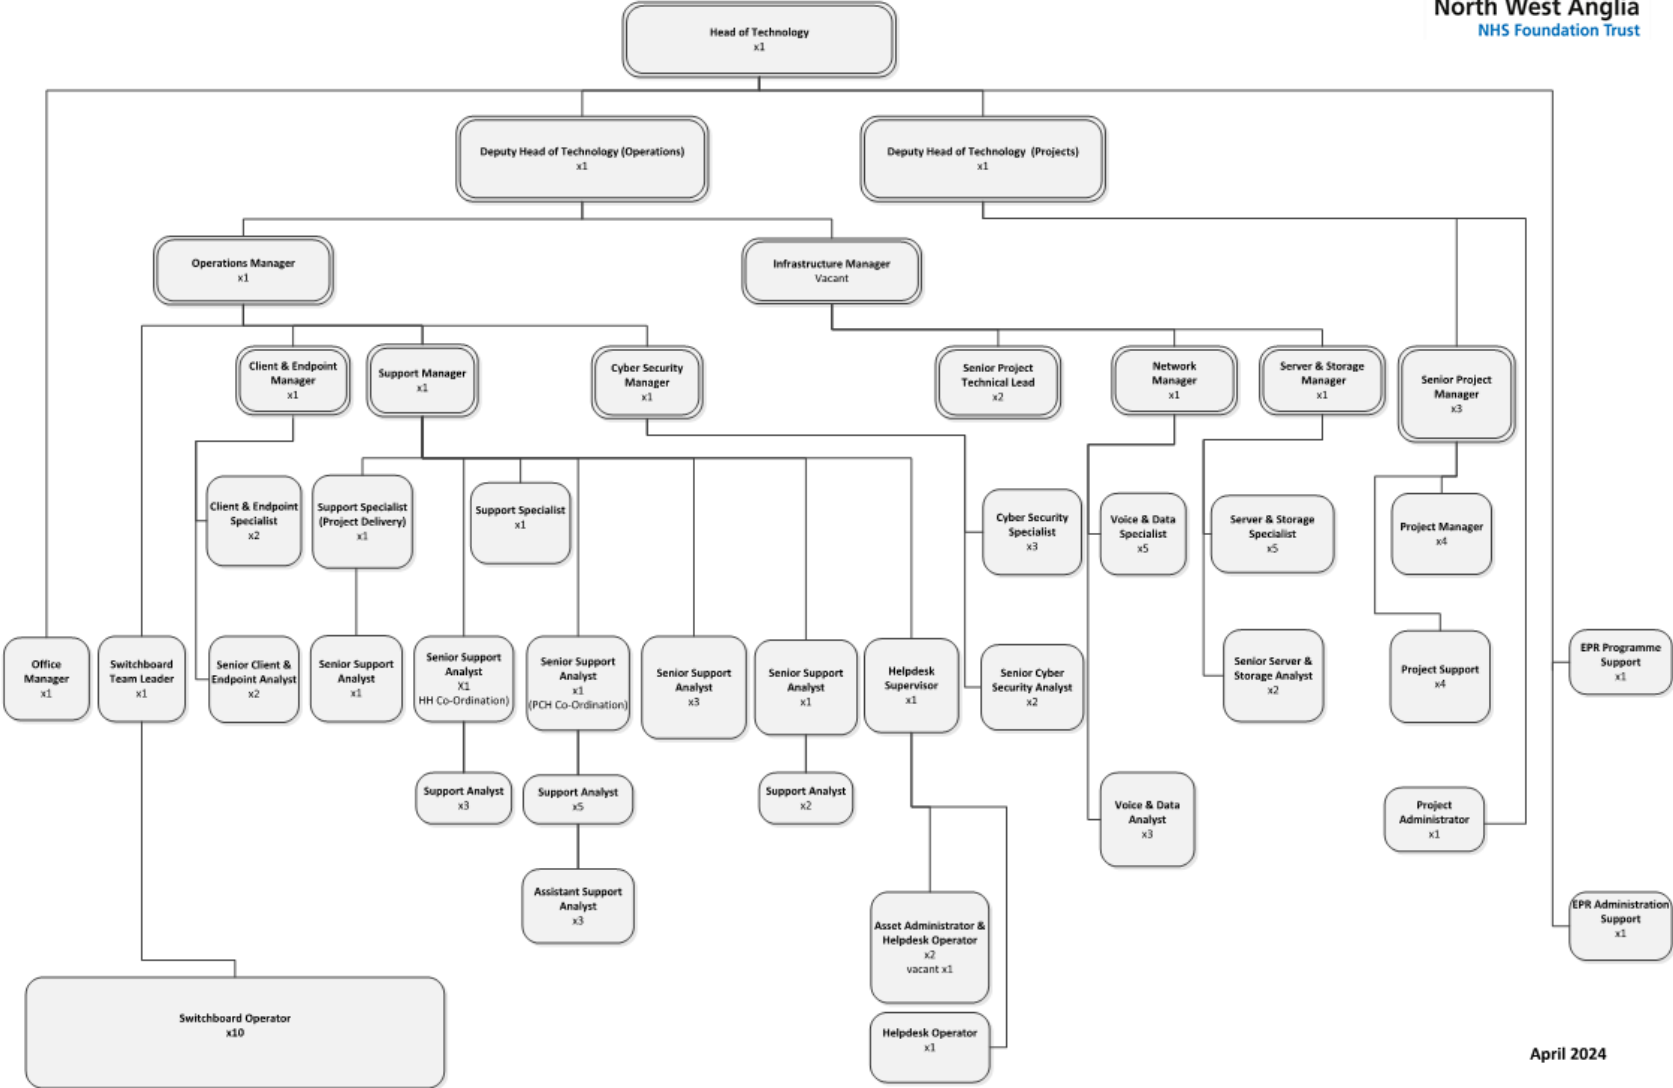 North West Anglia
NHS Foundation Trust
Head of Technology
x1
Deputy Head of Technology (Operations)
x1
Deputy Head of Technology (Projects)
x1
Operations Manager
x1
Infrastructure Manager
Vacant
Client & Endpoint
Manager
x1
Support Manager
x1
Cyber Security
Manager
x1
Senior Project
Technical Lead
x2
Network
Manager
x1
Server & Storage
Manager
x1
Senior Project
Manager
x3
Client & Endpoint
Specialist
x2
Support Specialist
(Project Delivery)
x1
Support Specialist
x1
Cyber Security
Specialist
x3
Voice & Data
Specialist
x5
Server & Storage
Specialist
x5
Project Manager
x4
Office
Manager
x1
Switchboard
Team Leader
x1
Senior Client &
Endpoint Analyst
x2
Senior Support
Analyst
x1
Senior Support
Analyst
X1
HH Co-Ordination)
Senior Support
Analyst
x1
(PCH Co-Ordination)
Senior Support
Analyst
x3
Senior Support
Analyst
x1
Helpdesk
Supervisor
x1
Senior Cyber
Security Analyst
x2
Senior Server &
Storage Analyst
x2
Project Support
x4
EPR Programme
Support
x1
Support Analyst
x3
Support Analyst
x5
Support Analyst
x2
Voice & Data
Analyst
x3
Project
Administrator
x1
Assistant Support
Analyst
x3
Asset Administrator &
Helpdesk Operator
x2
vacant x1
EPR Administration
Support
x1
Switchboard Operator
x10
Helpdesk Operator
x1
April 2024